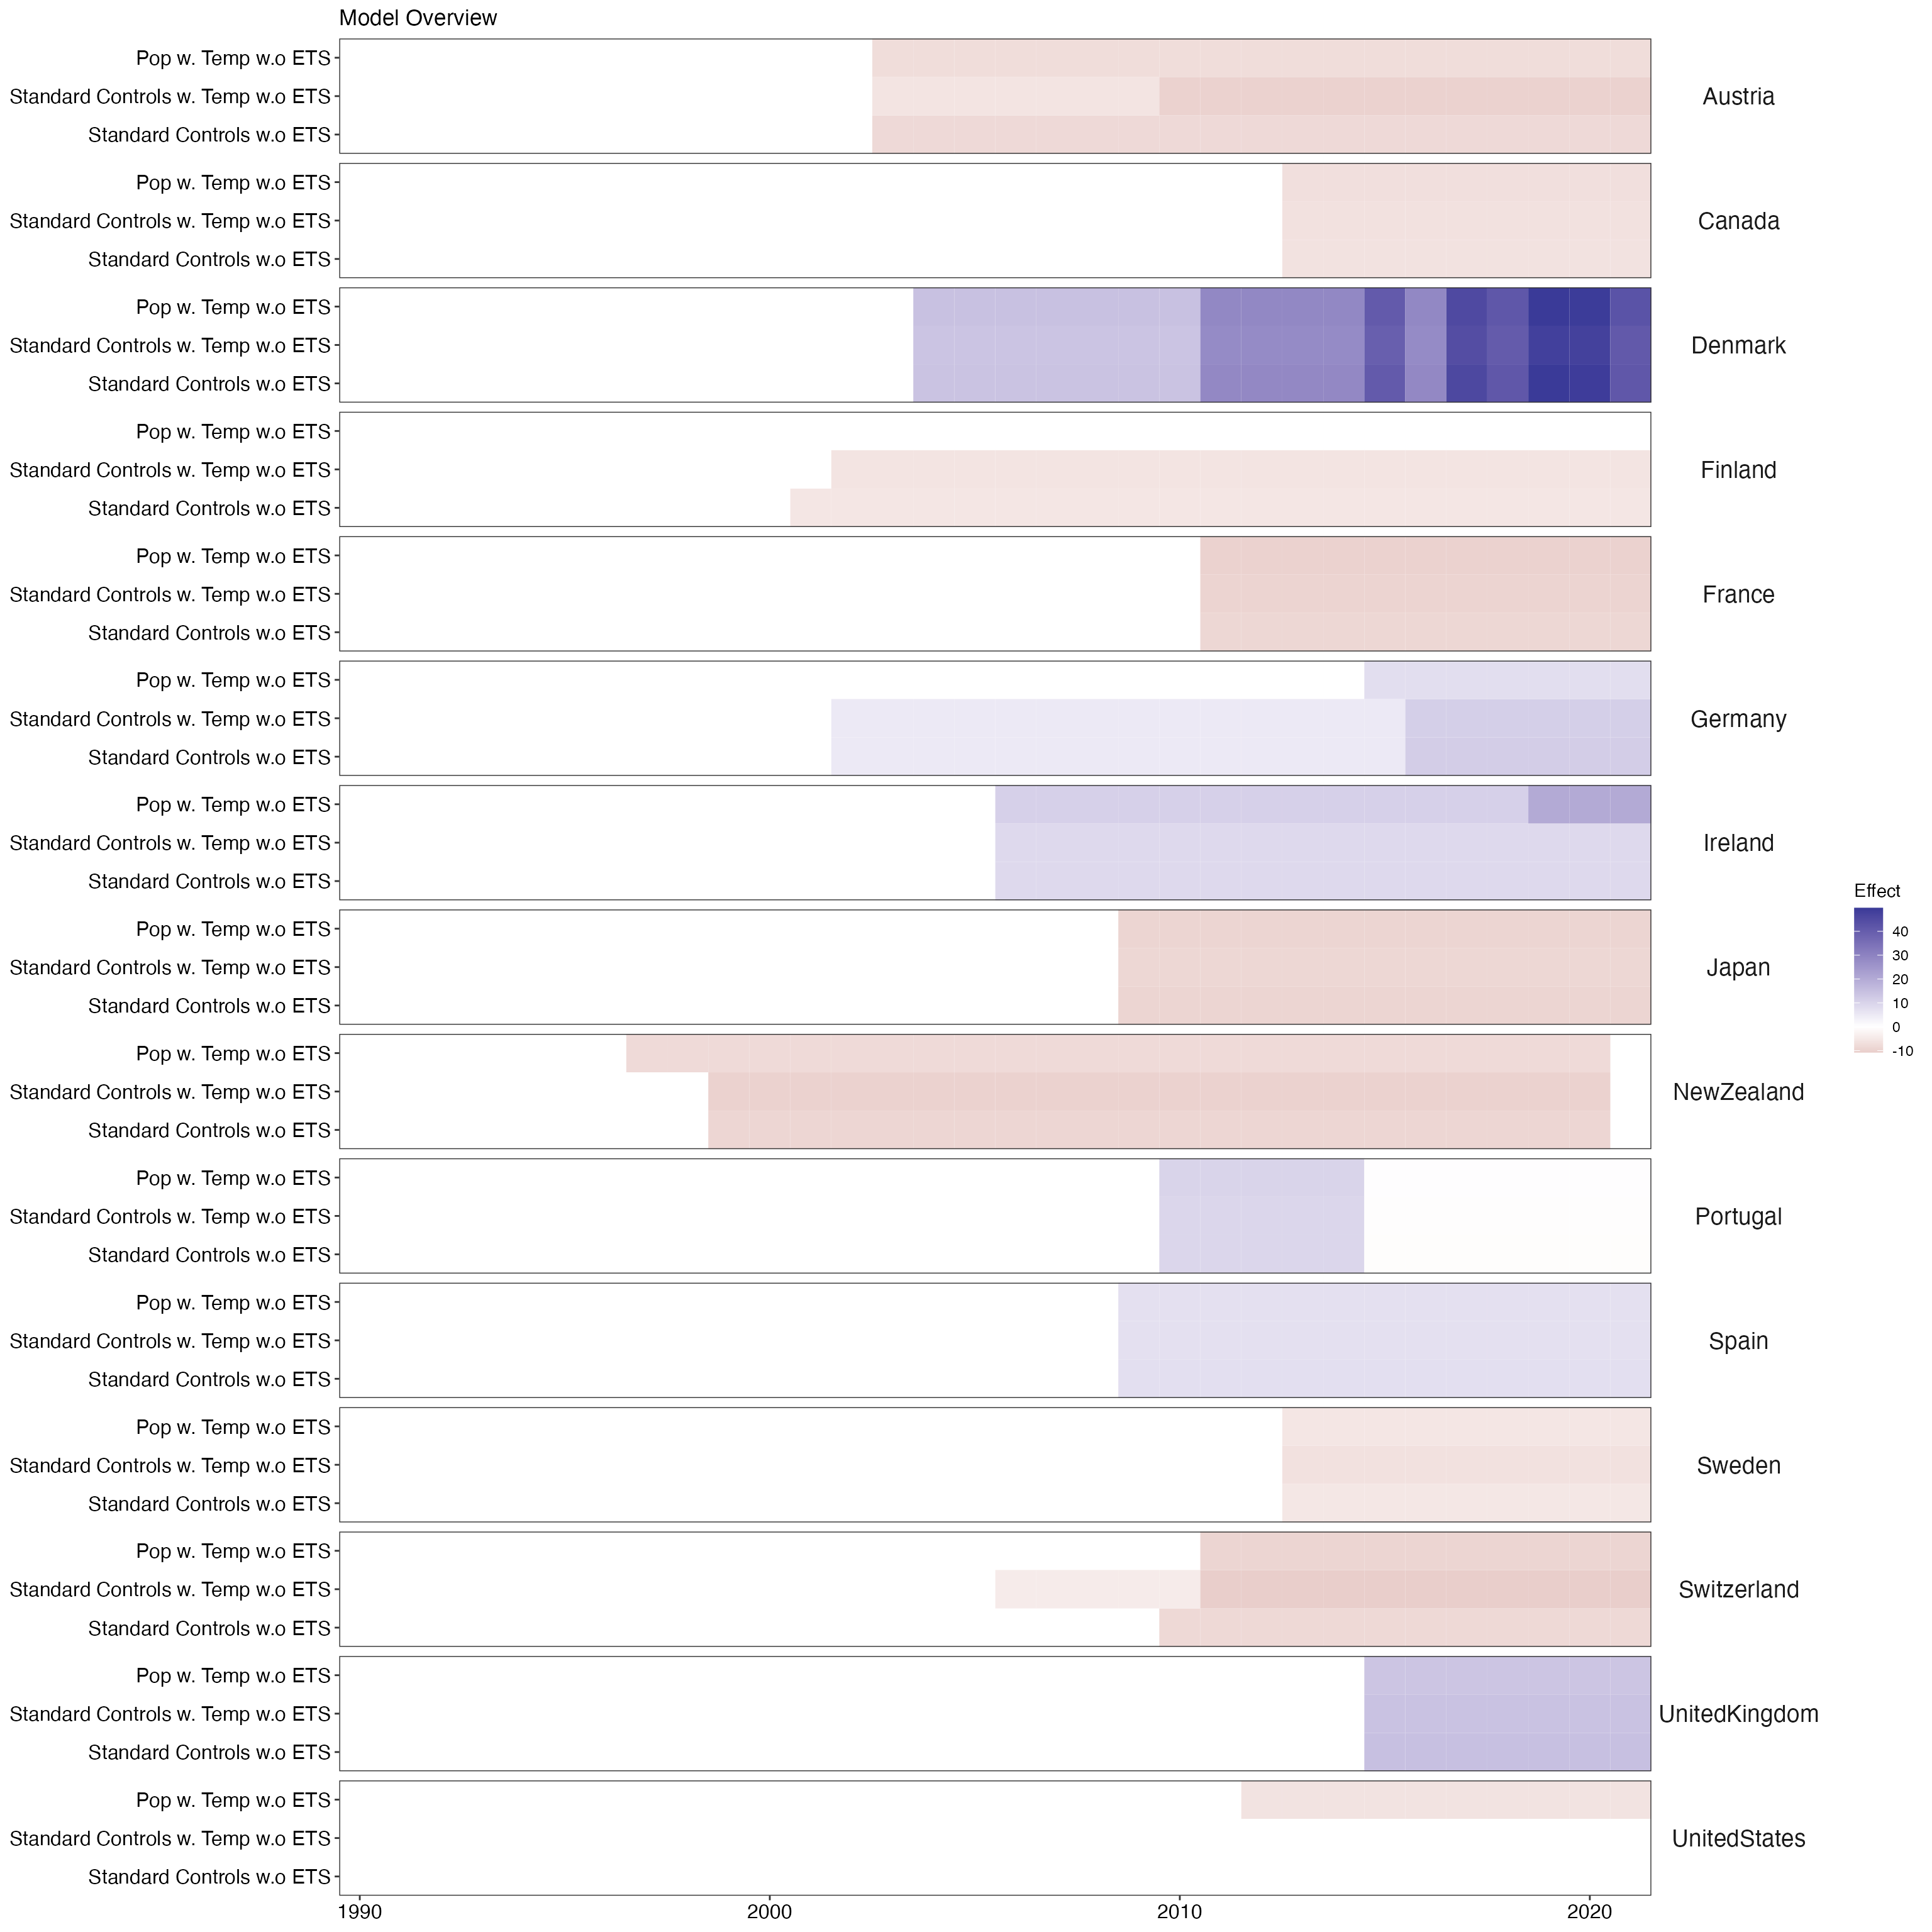 Model Overview
Pop w. Temp w.o ETS
Standard Controls w. Temp w.o ETS
Standard Controls w.o ETS
Austria
Pop w. Temp w.o ETS
Standard Controls w. Temp w.o ETS
Standard Controls w.o ETS
Canada
Pop w. Temp w.o ETS
Standard Controls w. Temp w.o ETS
Standard Controls w.o ETS
Denmark
Pop w. Temp w.o ETS
Standard Controls w. Temp w.o ETS
Standard Controls w.o ETS
Finland
Pop w. Temp w.o ETS
Standard Controls w. Temp w.o ETS
Standard Controls w.o ETS
France
Pop w. Temp w.o ETS
Standard Controls w. Temp w.o ETS
Standard Controls w.o ETS
Germany
Pop w. Temp w.o ETS
Standard Controls w. Temp w.o ETS
Standard Controls w.o ETS
Ireland
Pop w. Temp w.o ETS
Standard Controls w. Temp w.o ETS
Standard Controls w.o ETS
Japan
Pop w. Temp w.o ETS
Standard Controls w. Temp w.o ETS
Standard Controls w.o ETS
NewZealand
Pop w. Temp w.o ETS
Standard Controls w. Temp w.o ETS
Standard Controls w.o ETS
Portugal
Pop w. Temp w.o ETS
Standard Controls w. Temp w.o ETS
Standard Controls w.o ETS
Spain
Pop w. Temp w.o ETS
Standard Controls w. Temp w.o ETS
Standard Controls w.o ETS
Sweden
Pop w. Temp w.o ETS
Standard Controls w. Temp w.o ETS
Standard Controls w.o ETS
Switzerland
Pop w. Temp w.o ETS
Standard Controls w. Temp w.o ETS
Standard Controls w.o ETS
UnitedKingdom
Pop w. Temp w.o ETS
Standard Controls w. Temp w.o ETS
Standard Controls w.o ETS
UnitedStates
1990 2000 2010 2020
Effect
40
30
20
10
0
-10